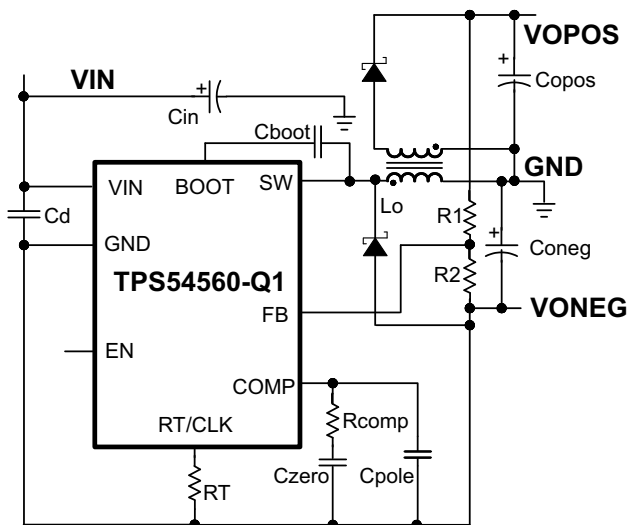 VOPOS
VIN
Copos
Cin
Cboot
GND
VIN
BOOT
SW
Lo
R1
Cd
GND
Coneg
TPS54560-Q1
R2
FB
VONEG
EN
COMP
RT/CLK
Rcomp
RT
Czero
Cpole